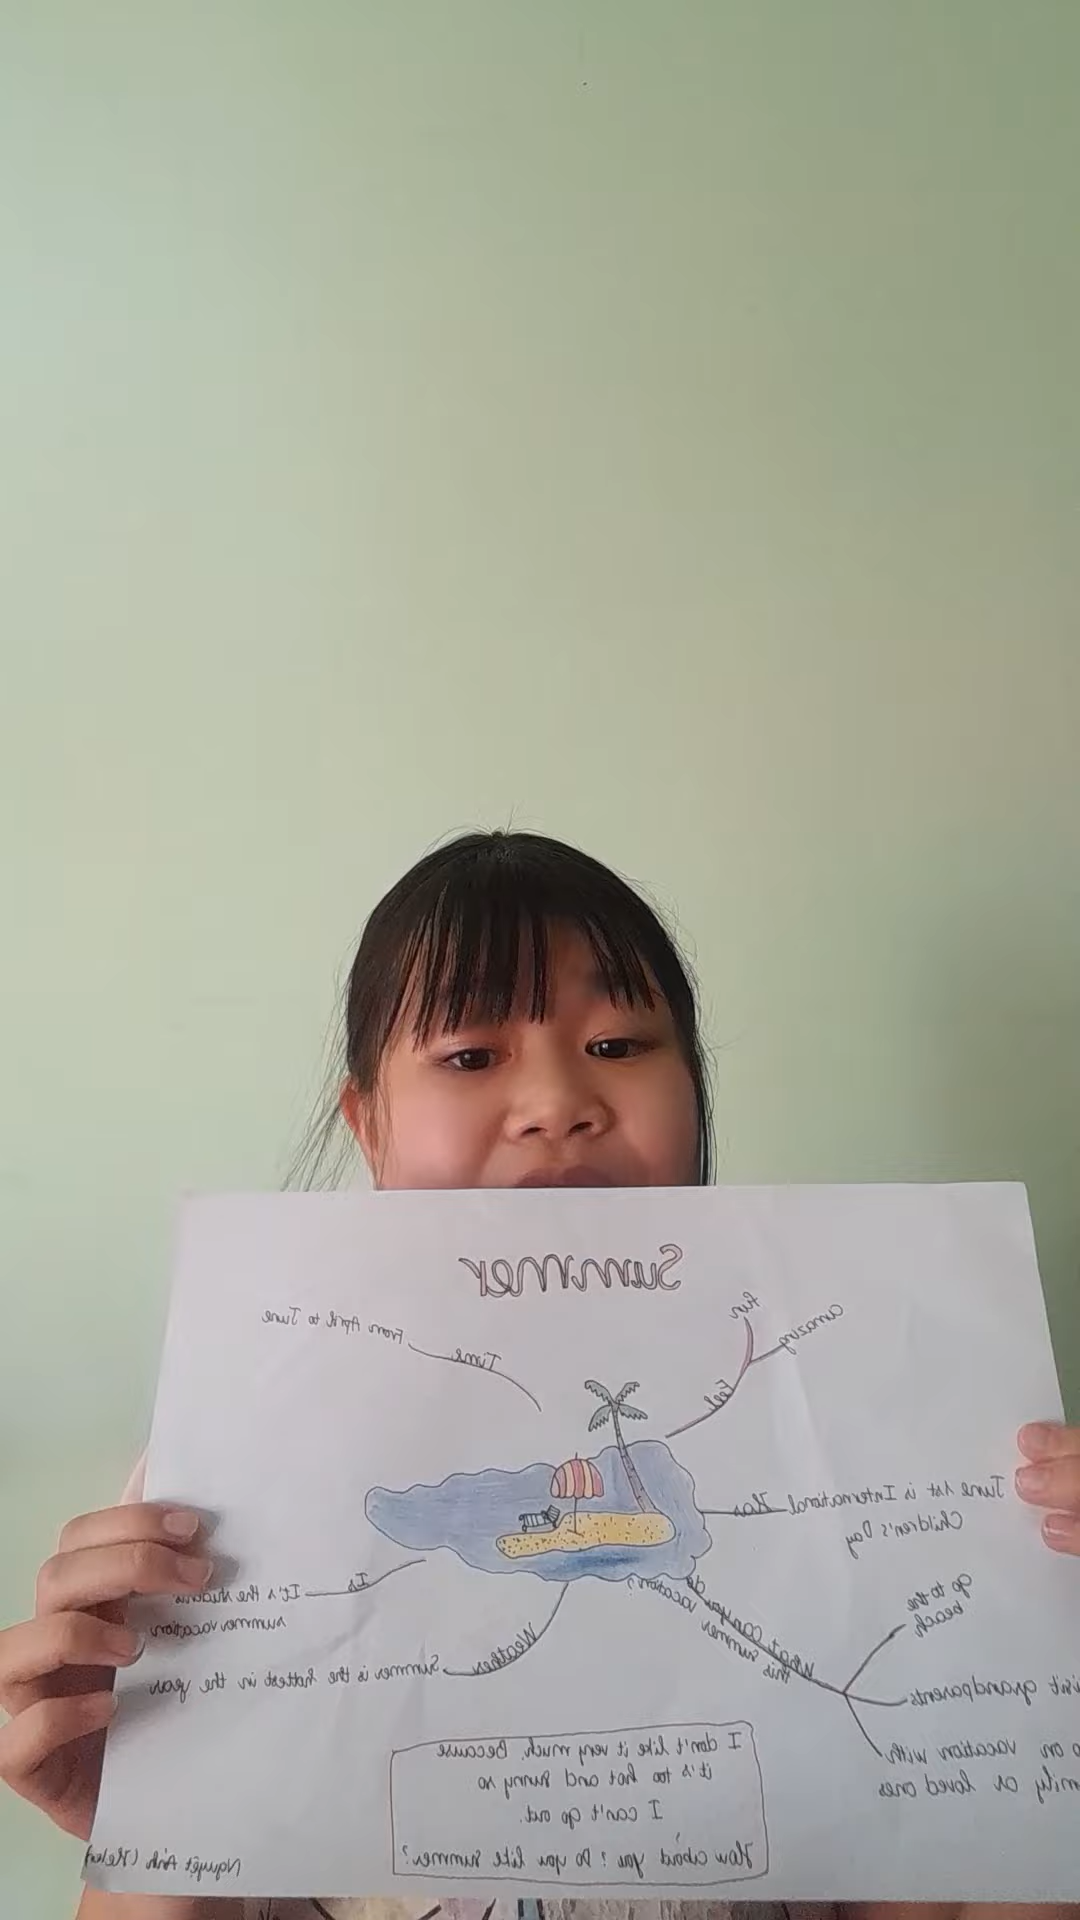 Summer
fun
amazing
Feel
Time
From April to June
Has
June 1st is International
Children's Day
Is
It's the students
summer vacation
Weather
Summer is the hottest in the year
What can you do
this summer vacation?
go to the
beach
grandparents
on vacation with
or loved ones
I don't like it very much. Because
it's too hot and sunny so
I can't go out.
How about you? Do you like summer?
Nguyệt Ánh (Helen)